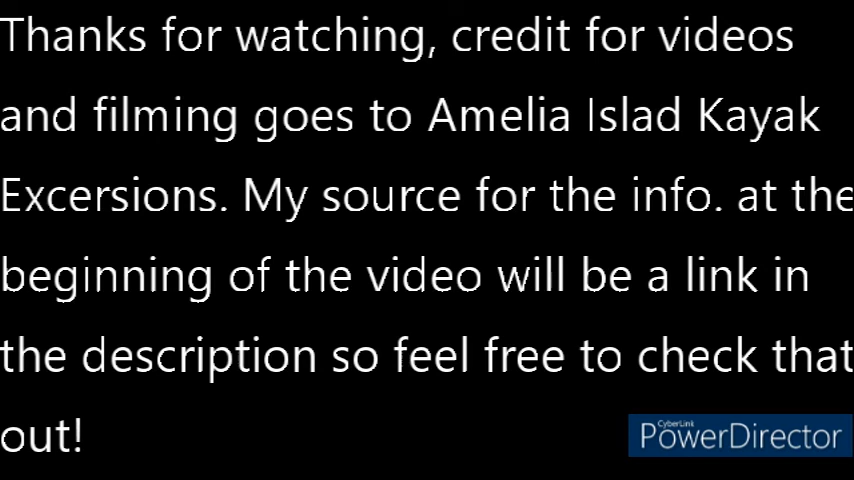 Thanks for watching, credit for videos
and filming goes to Amelia Islad Kayak
Excersions. My source for the info. at the
beginning of the video will be a link in
the description so feel free to check that
out!
CyberLink
PowerDirector